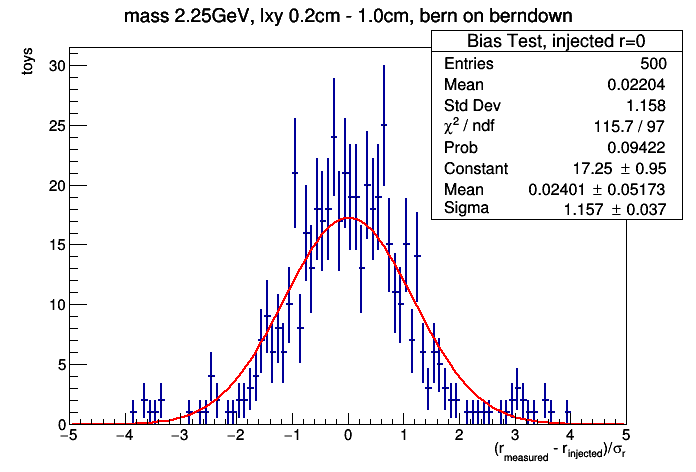 mass 2.25GeV, lxy 0.2cm - 1.0cm, bern on berndown
toys
Bias Test, injected r=0
Entries 500
Mean 0.02204
Std Dev 1.158
χ² / ndf 115.7 / 97
Prob 0.09422
Constant 17.25 ± 0.95
Mean 0.02401 ± 0.05173
Sigma 1.157 ± 0.037
30
25
20
15
10
5
0
−5 −4 −3 −2 −1 0 1 2 3 4 5
(r_measured - r_injected)/σ_r